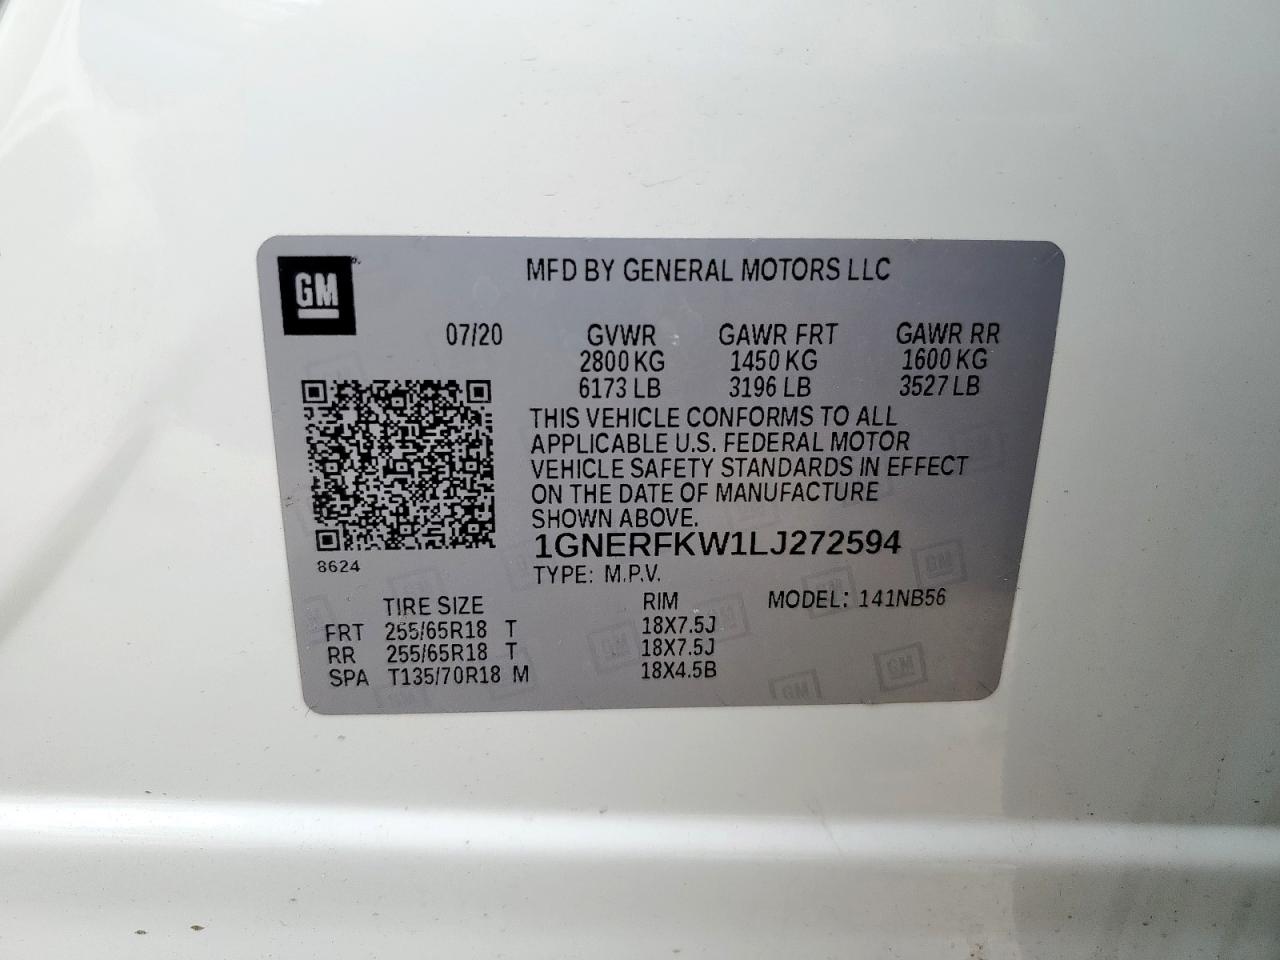 GM
MFD BY GENERAL MOTORS LLC
07/20 GVWR GAWR FRT GAWR RR
2800 KG 1450 KG 1600 KG
6173 LB 3196 LB 3527 LB
THIS VEHICLE CONFORMS TO ALL
APPLICABLE U.S. FEDERAL MOTOR
VEHICLE SAFETY STANDARDS IN EFFECT
ON THE DATE OF MANUFACTURE
SHOWN ABOVE.
1GNERFKW1LJ272594
8624
TYPE: M.P.V.
TIRE SIZE RIM MODEL: 141NB56
FRT 255/65R18 T 18X7.5J
RR 255/65R18 T 18X7.5J
SPA T135/70R18 M 18X4.5B
GM
GM